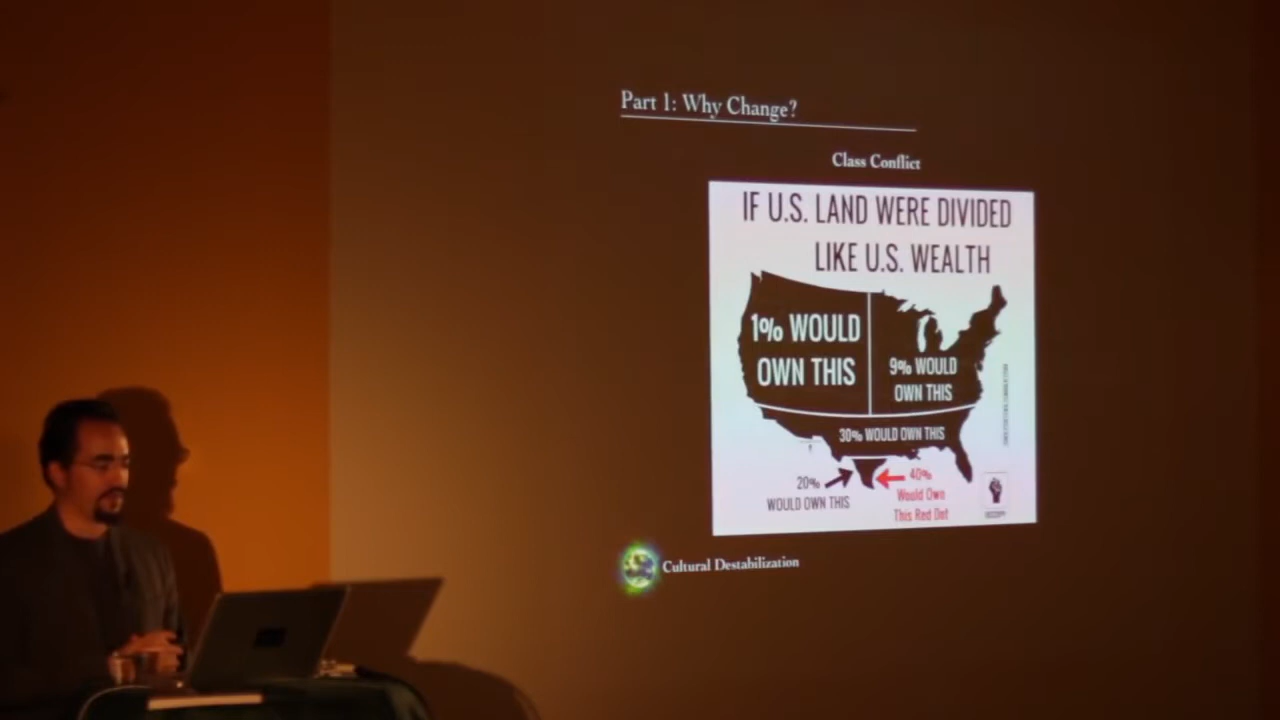 Part 1: Why Change?
Class Conflict
IF U.S. LAND WERE DIVIDED
LIKE U.S. WEALTH
1% WOULD
OWN THIS
9% WOULD
OWN THIS
30% WOULD OWN THIS
20%
WOULD OWN THIS
40%
Would Owe
This Red Dot
Cultural Destabilization